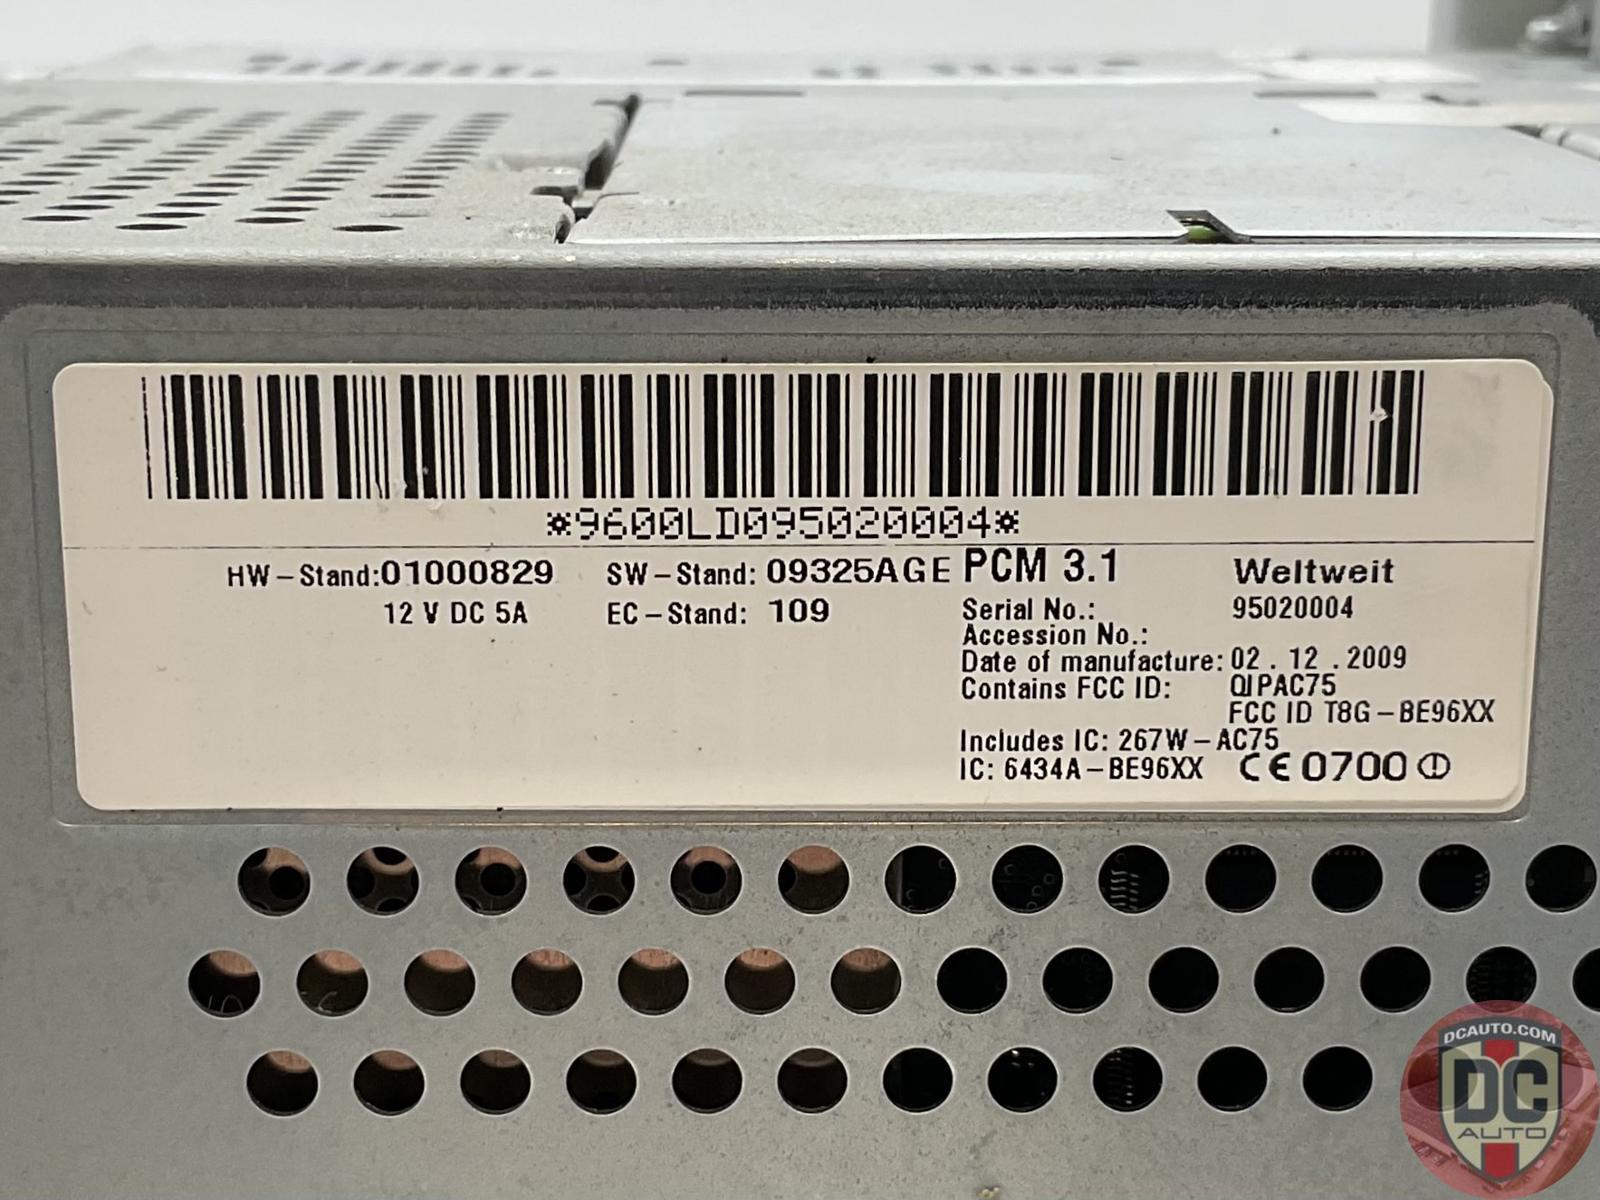 *9600LD095020004*
HW-Stand:01000829 SW-Stand: 09325AGE PCM 3.1 Weltweit
12 V DC 5A EC-Stand: 109 Serial No.: 95020004
Accession No.:
Date of manufacture: 02 . 12 . 2009
Contains FCC ID: QIPAC75
FCC ID T8G-BE96XX
Includes IC: 267W-AC75
IC: 6434A-BE96XX CE0700
DCAUTO.COM
DC
AUTO